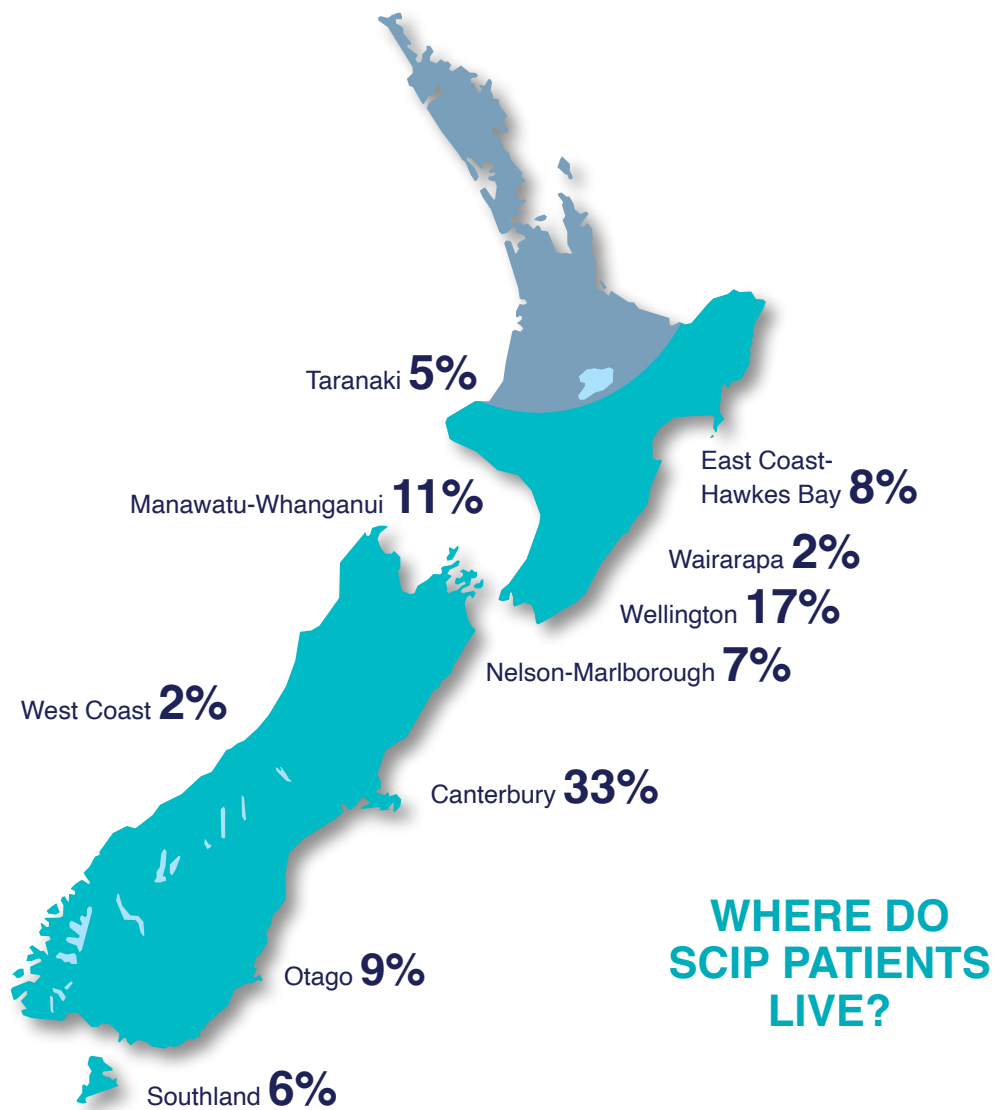 Taranaki 5%
East Coast-
Hawkes Bay 8%
Manawatu-Whanganui 11%
Wairarapa 2%
Wellington 17%
Nelson-Marlborough 7%
West Coast 2%
Canterbury 33%
WHERE DO
SCIP PATIENTS
LIVE?
Otago 9%
Southland 6%